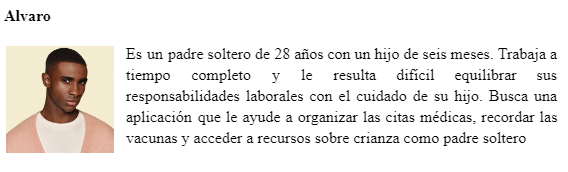 Alvaro
Es un padre soltero de 28 años con un hijo de seis meses. Trabaja a
tiempo completo y le resulta difícil equilibrar sus
responsabilidades laborales con el cuidado de su hijo. Busca una
aplicación que le ayude a organizar las citas médicas, recordar las
vacunas y acceder a recursos sobre crianza como padre soltero